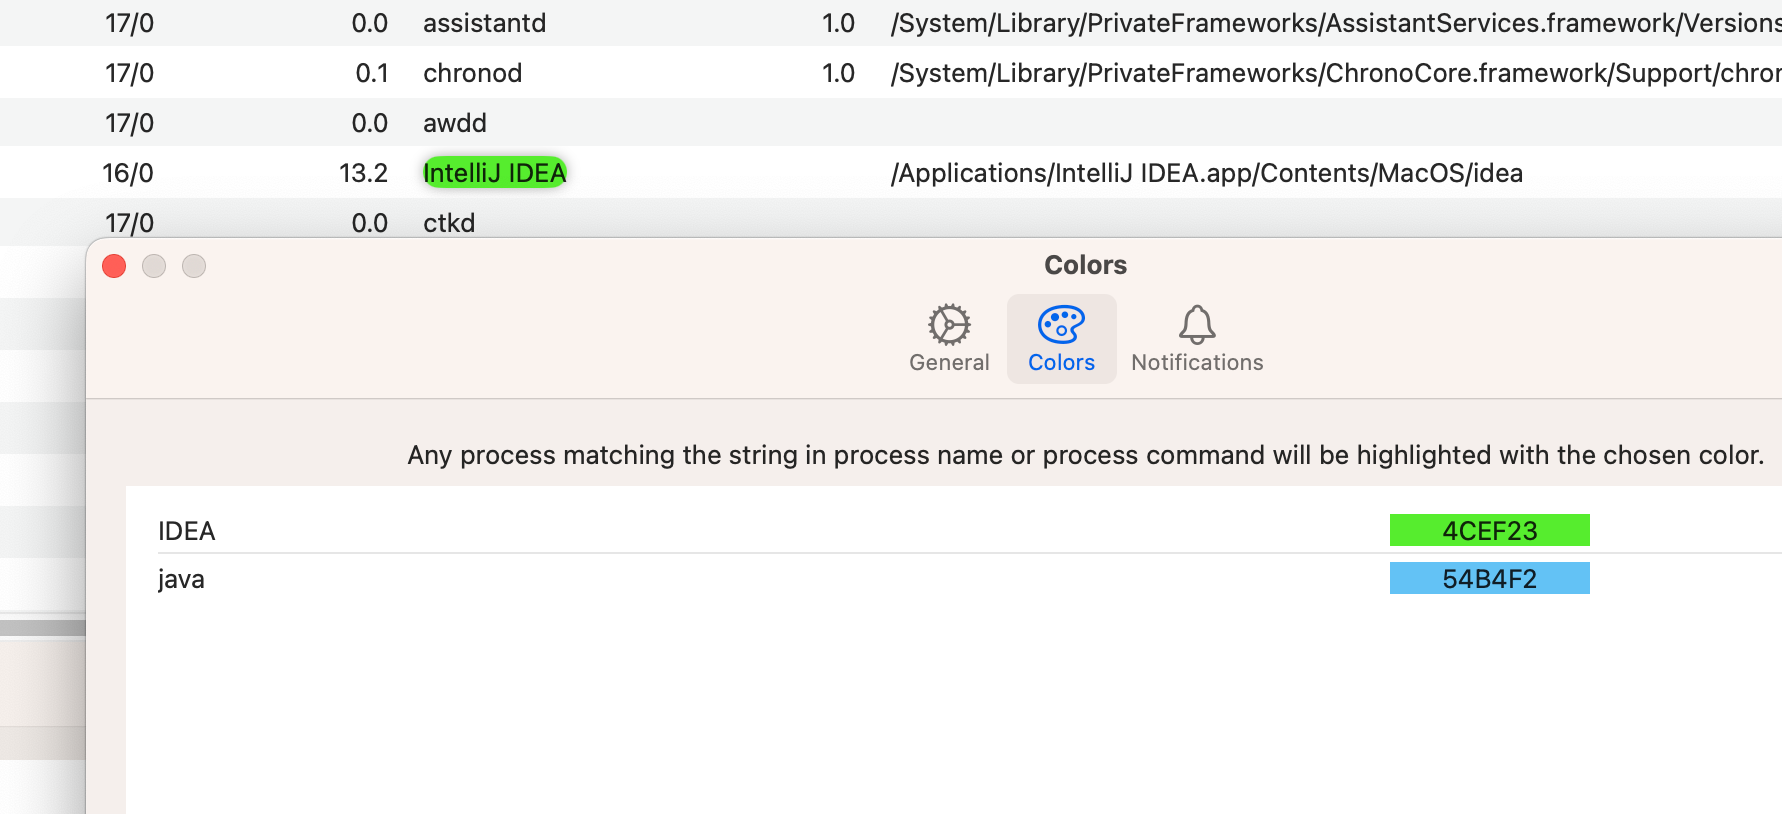 17/0 0.0 assistantd 1.0 /System/Library/PrivateFrameworks/AssistantServices.framework/Versions
17/0 0.1 chronod 1.0 /System/Library/PrivateFrameworks/ChronoCore.framework/Support/chron
17/0 0.0 awdd
16/0 13.2 IntelliJ IDEA /Applications/IntelliJ IDEA.app/Contents/MacOS/idea
17/0 0.0 ctkd
Colors
General Colors Notifications
Any process matching the string in process name or process command will be highlighted with the chosen color.
IDEA 4CEF23
java 54B4F2